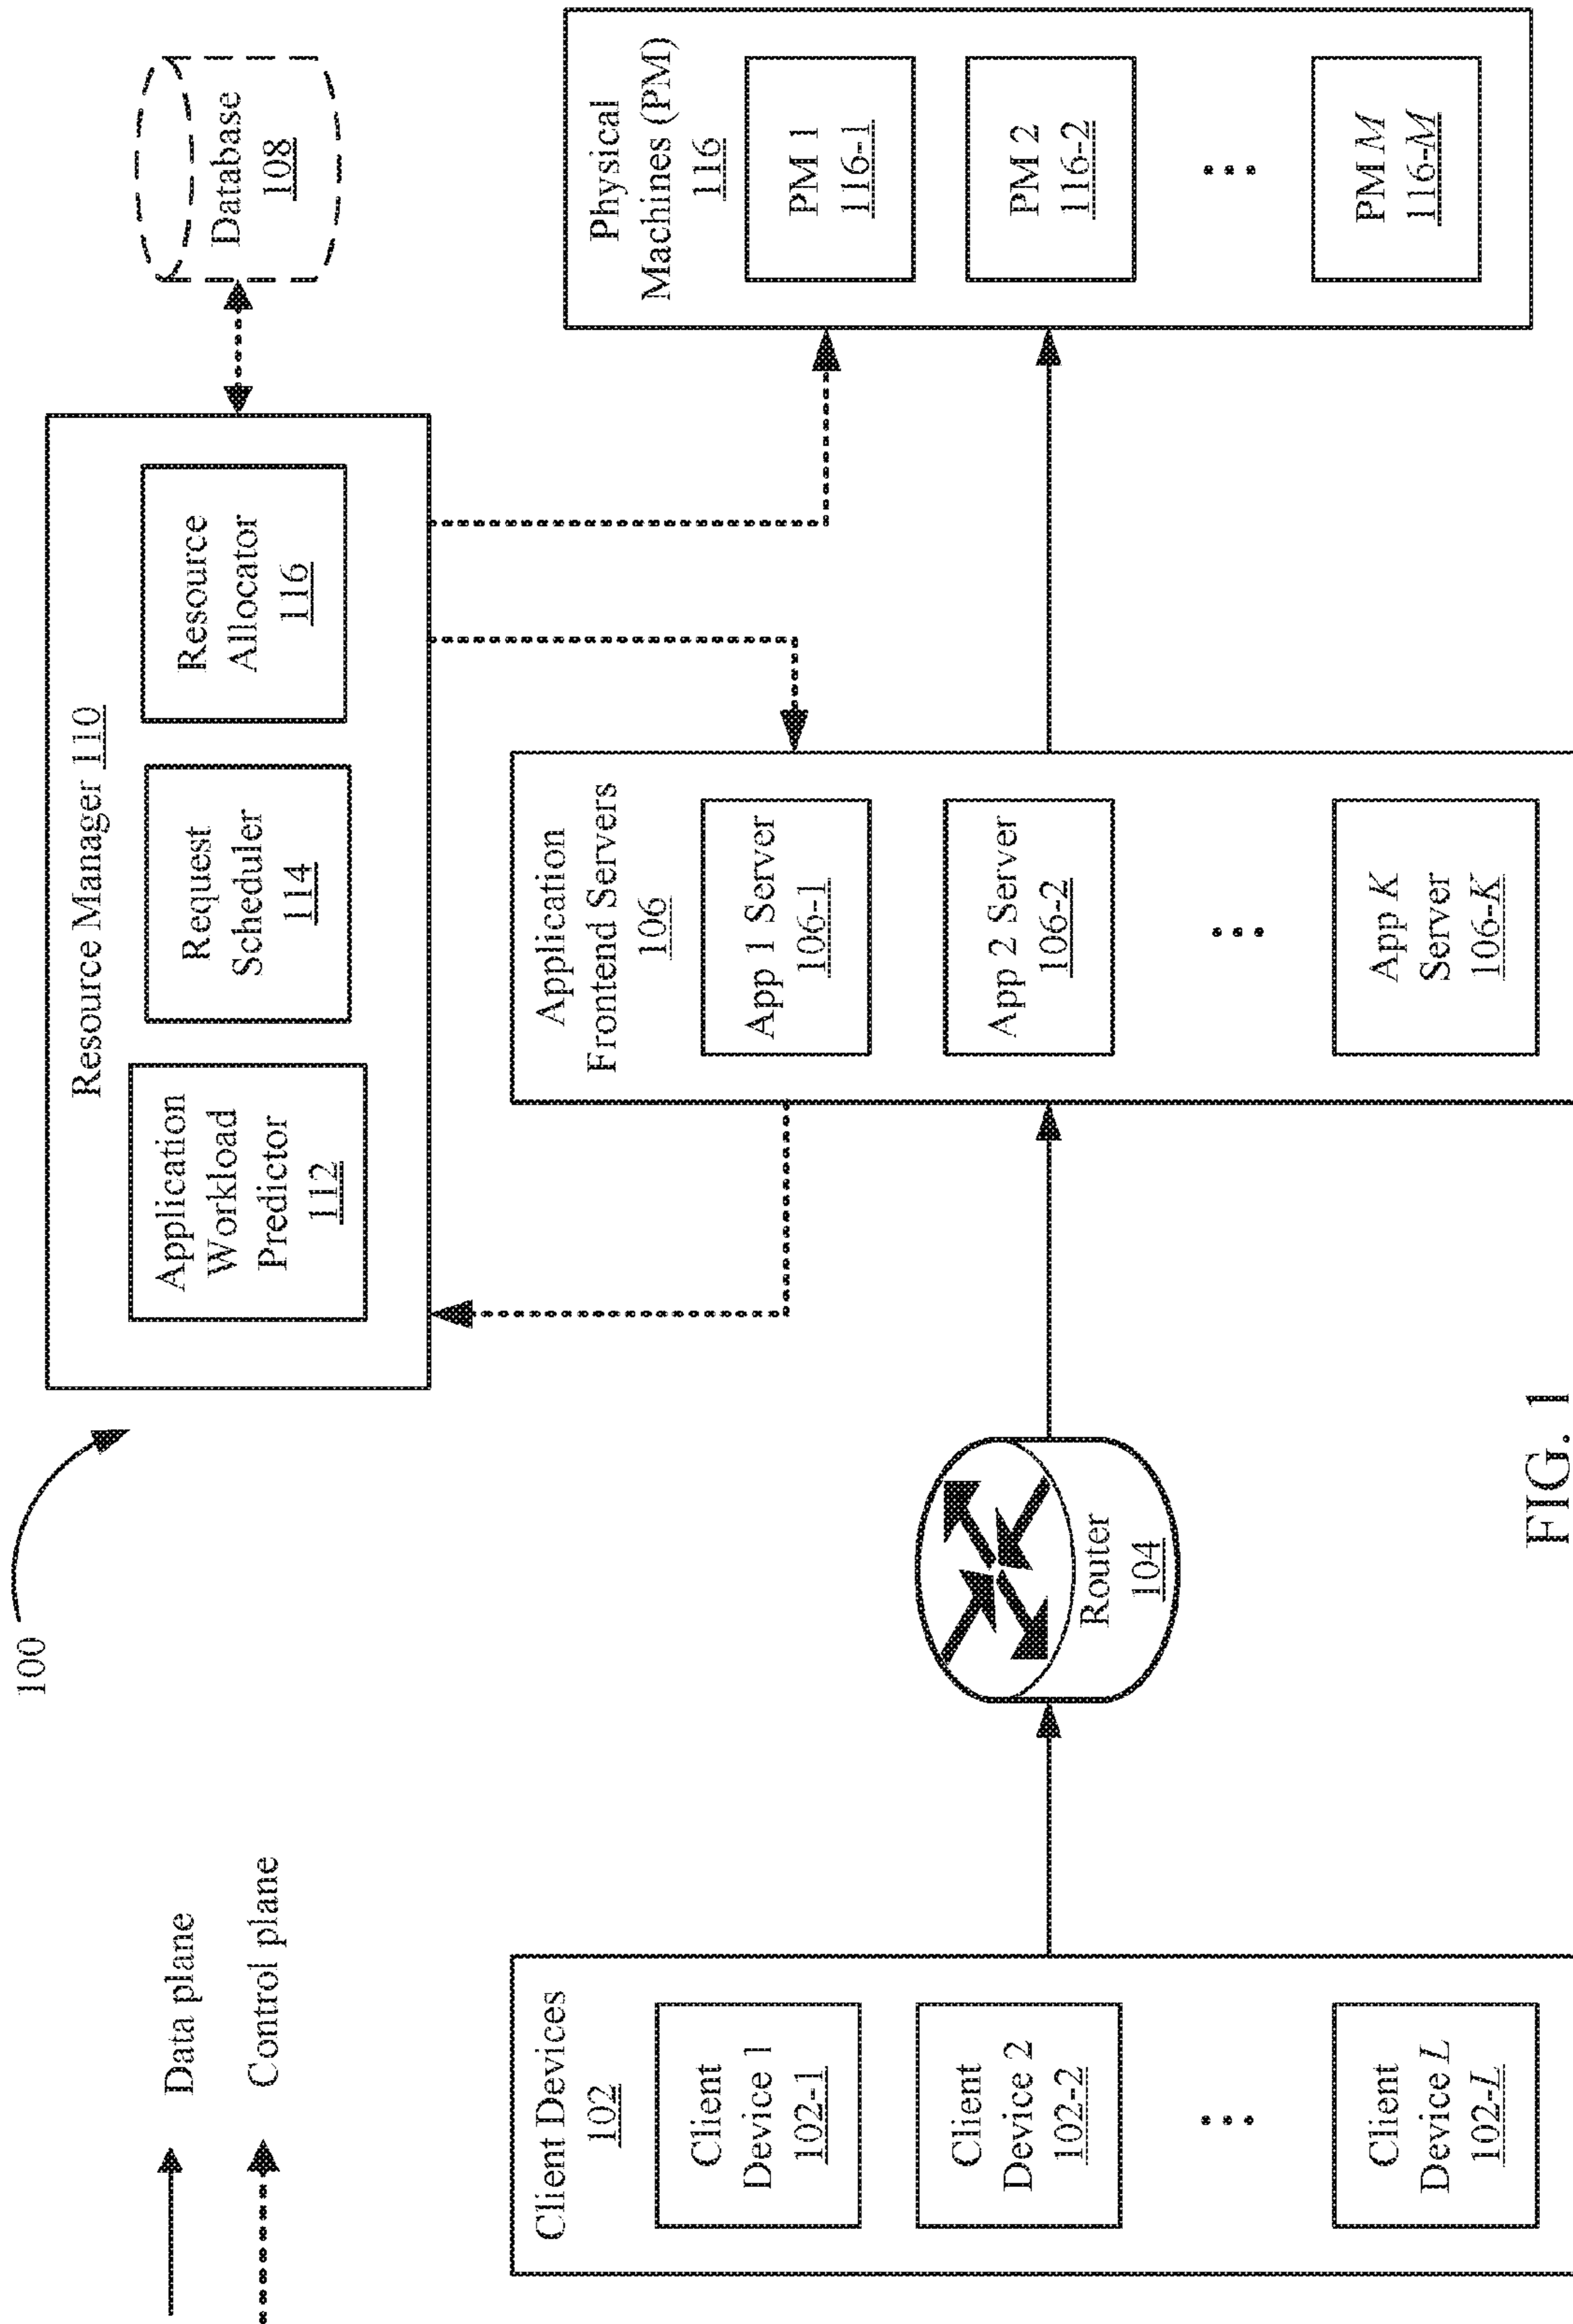 Data plane
Control plane
100
Resource Manager 110
Application
Workload
Predictor
112
Request
Scheduler
114
Resource
Allocator
116
Database
108
Client Devices
102
Client
Device 1
102-1
Client
Device 2
102-2
...
Client
Device L
102-L
Router
104
Application
Frontend Servers
106
App 1 Server
106-1
App 2 Server
106-2
...
App K
Server
106-K
Physical
Machines (PM)
116
PM 1
116-1
PM 2
116-2
...
PM M
116-M
FIG. 1